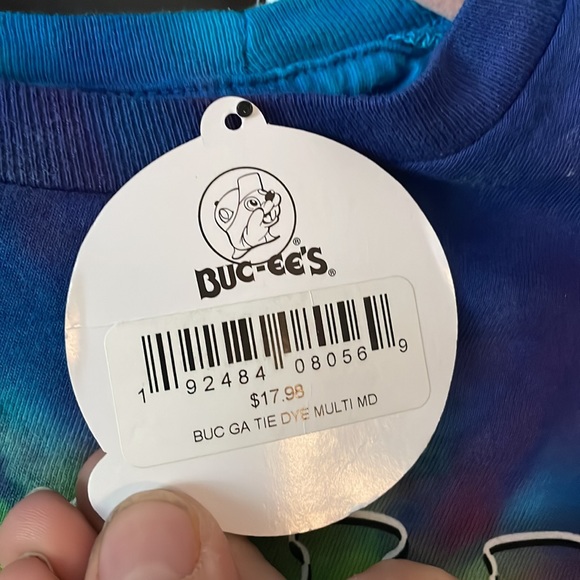 BUC-EE'S®
1 92484 08056 9
$17.98
BUC GA TIE DYE MULTI MD